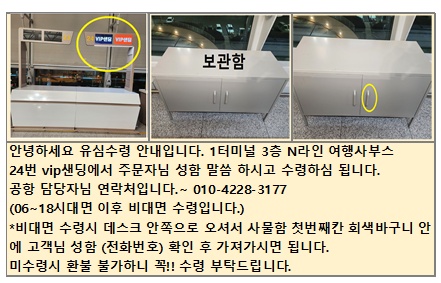 VIP샌딩 VIP샌딩
보관함
안녕하세요 유심수령 안내입니다. 1터미널 3층 N라인 여행사부스
24번 vip샌딩에서 주문자님 성함 말씀 하시고 수령하심 됩니다.
공항 담당자님 연락처입니다.~ 010-4228-3177
(06~18시대면 이후 비대면 수령입니다.)
*비대면 수령시 데스크 안쪽으로 오셔서 사물함 첫번째칸 회색바구니 안
에 고객님 성함 (전화번호) 확인 후 가져가시면 됩니다.
미수령시 환불 불가하니 꼭!! 수령 부탁드립니다.